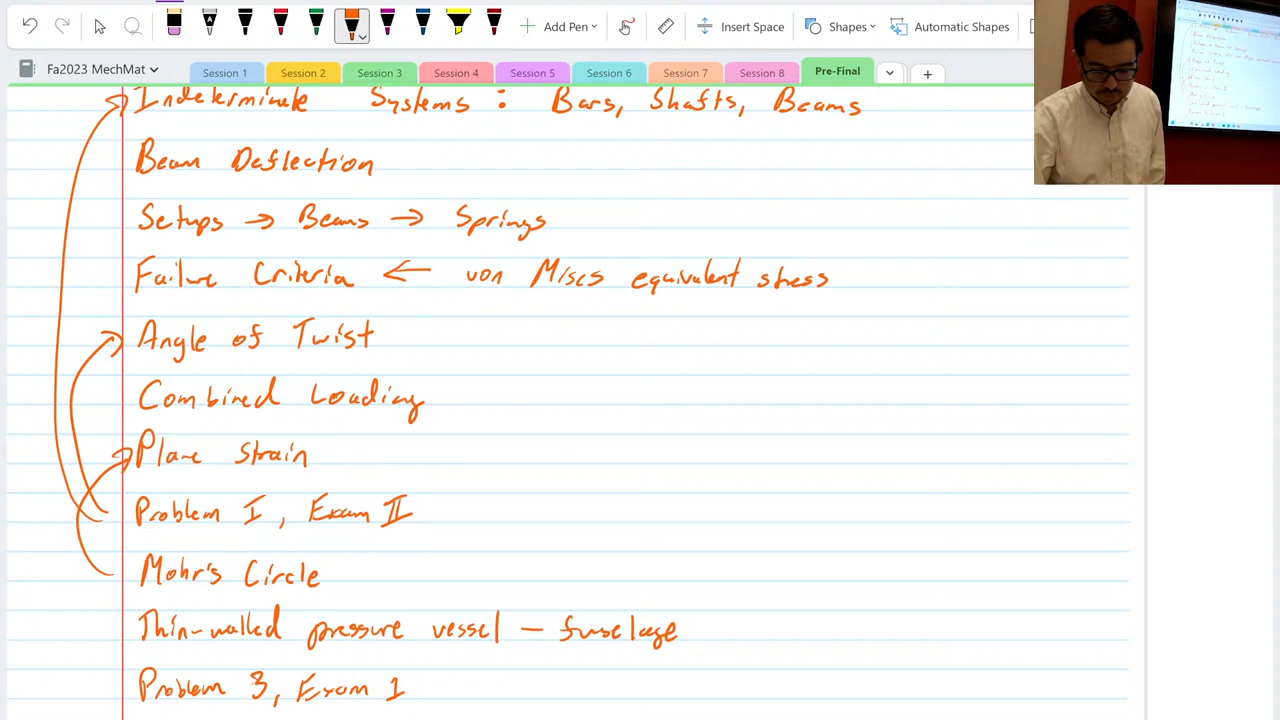 Add Pen
Insert Space
Shapes
Automatic Shapes
Fa2023 MechMat
Session 1
Session 2
Session 3
Session 4
Session 5
Session 6
Session 7
Session 8
Pre-Final
Indeterminate Systems : Bars, Shafts, Beams
Beam Deflection
Setups → Beams → Springs
Failure Criteria ← von Mises equivalent stress
Angle of Twist
Combined Loading
Plane Strain
Problem I, Exam II
Mohr's Circle
Thin-walled pressure vessel – fuselage
Problem 3, Exam 1